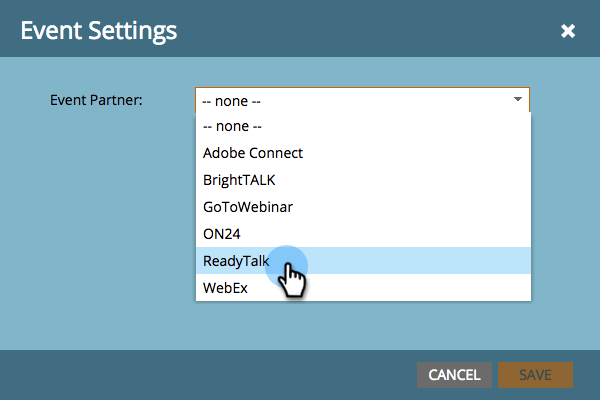 Event Settings
Event Partner:
-- none --
-- none --
Adobe Connect
BrightTALK
GoToWebinar
ON24
ReadyTalk
WebEx
CANCEL
SAVE